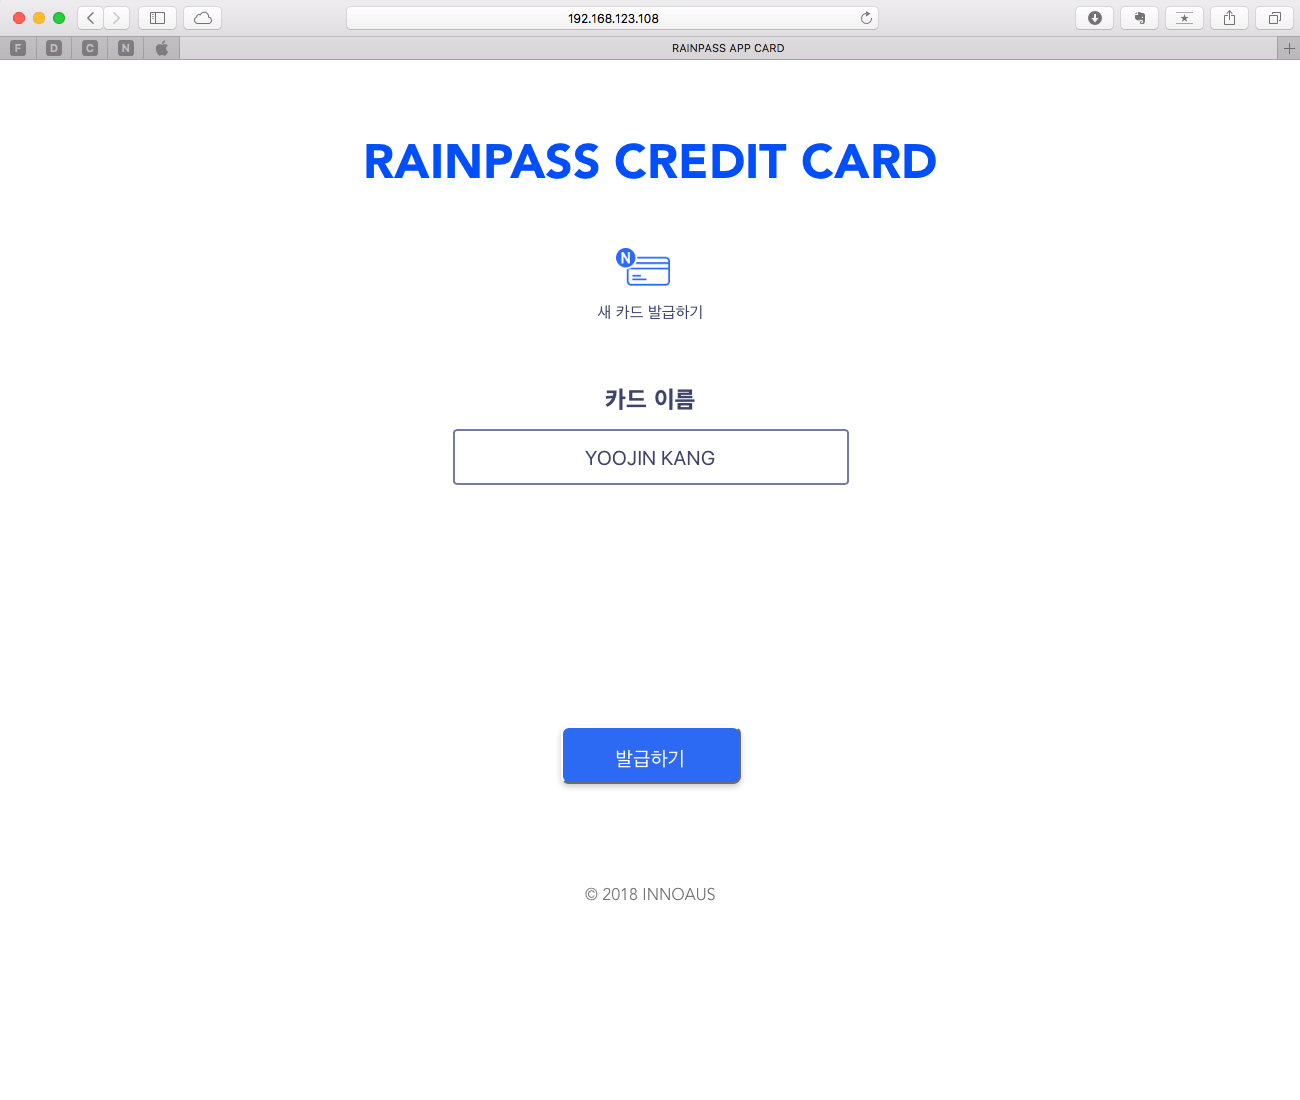 192.168.123.108
F D C N
RAINPASS APP CARD
RAINPASS CREDIT CARD
N
새 카드 발급하기
카드 이름
YOOJIN KANG
발급하기
© 2018 INNOAUS